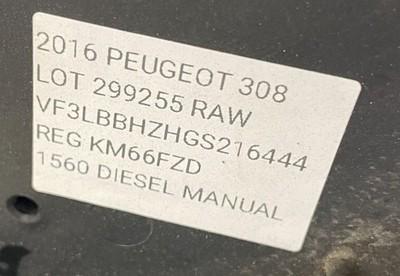 2016 PEUGEOT 308
LOT 299255 RAW
VF3LBBHZHGS216444
REG KM66FZD
1560 DIESEL MANUAL